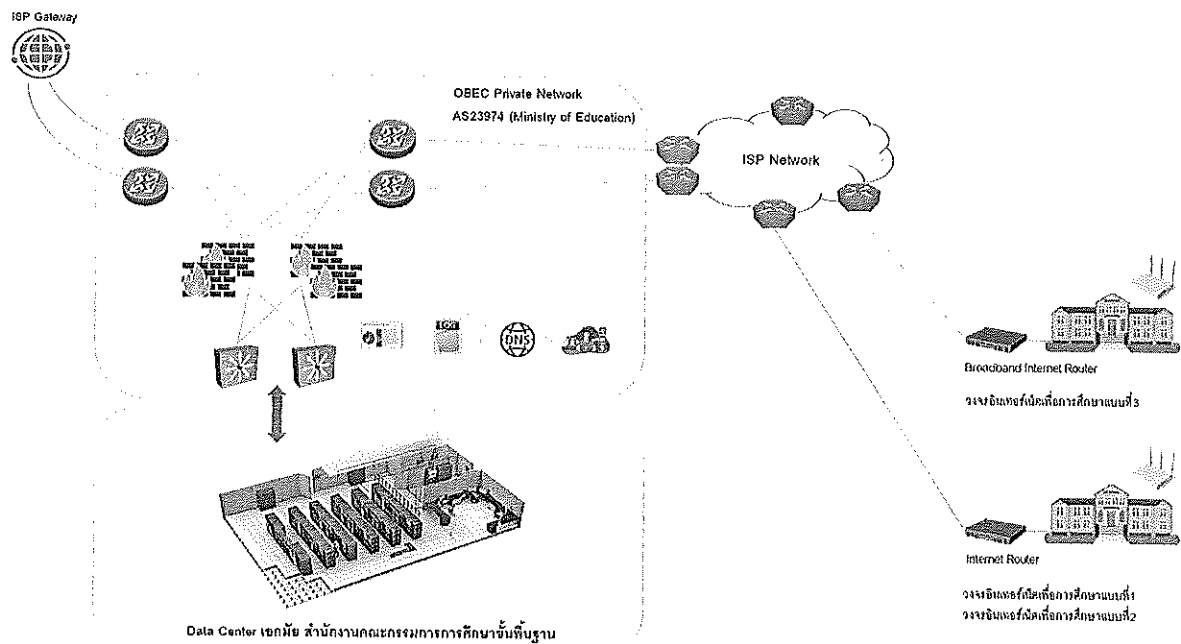 ISP Gateway
OBEC Private Network
AS23974 (Ministry of Education)
ISP Network
DNS
Broadband Internet Router
วงจรอินเทอร์เน็ตเพื่อการศึกษาแบบที่3
Internet Router
วงจรอินเทอร์เน็ตเพื่อการศึกษาแบบที่1
วงจรอินเทอร์เน็ตเพื่อการศึกษาแบบที่2
Data Center เอกมัย สำนักงานคณะกรรมการการศึกษาขั้นพื้นฐาน